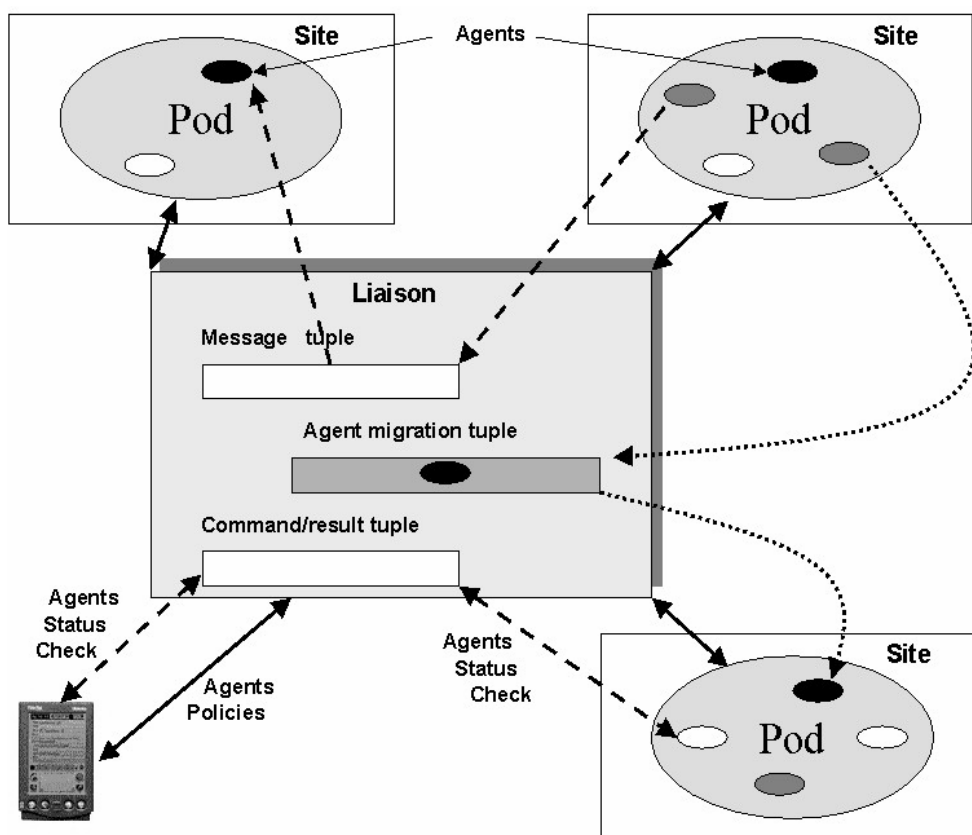 Site
Agents
Site
Pod
Pod
Liaison
Message tuple
Agent migration tuple
Command/result tuple
Agents
Status
Check
Agents
Policies
Agents
Status
Check
Site
Pod